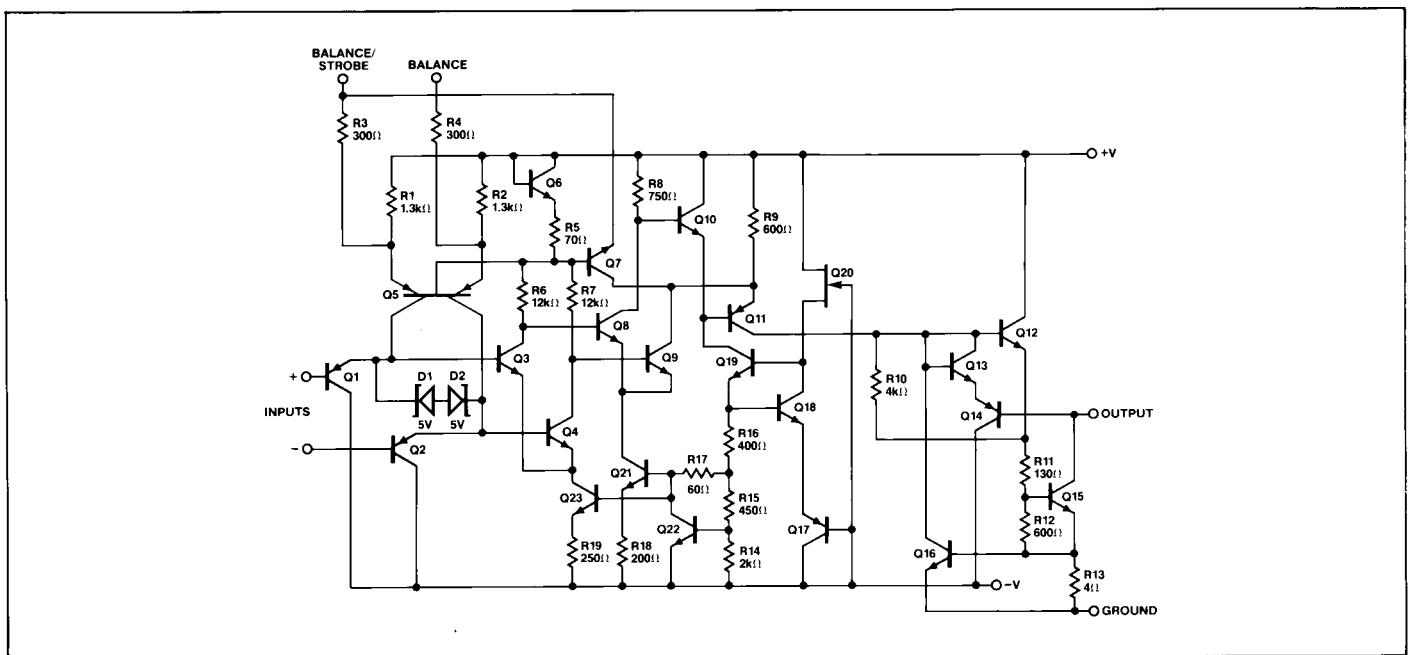 BALANCE/
STROBE
BALANCE
R3
300Ω
R4
300Ω
+V
R1
1.3kΩ
R2
1.3kΩ
Q6
R5
70Ω
R8
750Ω
Q10
R9
600Ω
Q7
Q20
Q5
R6
12kΩ
R7
12kΩ
Q8
Q11
Q12
Q3
Q9
Q19
Q13
+
Q1
D1
D2
5V
5V
R10
4kΩ
Q18
Q14
OUTPUT
INPUTS
Q4
R16
400Ω
−
Q2
Q21
R17
60Ω
R11
130Ω
Q15
Q23
R15
450Ω
R12
600Ω
Q22
Q17
Q16
R19
250Ω
R18
200Ω
R14
2kΩ
R13
4Ω
−V
GROUND